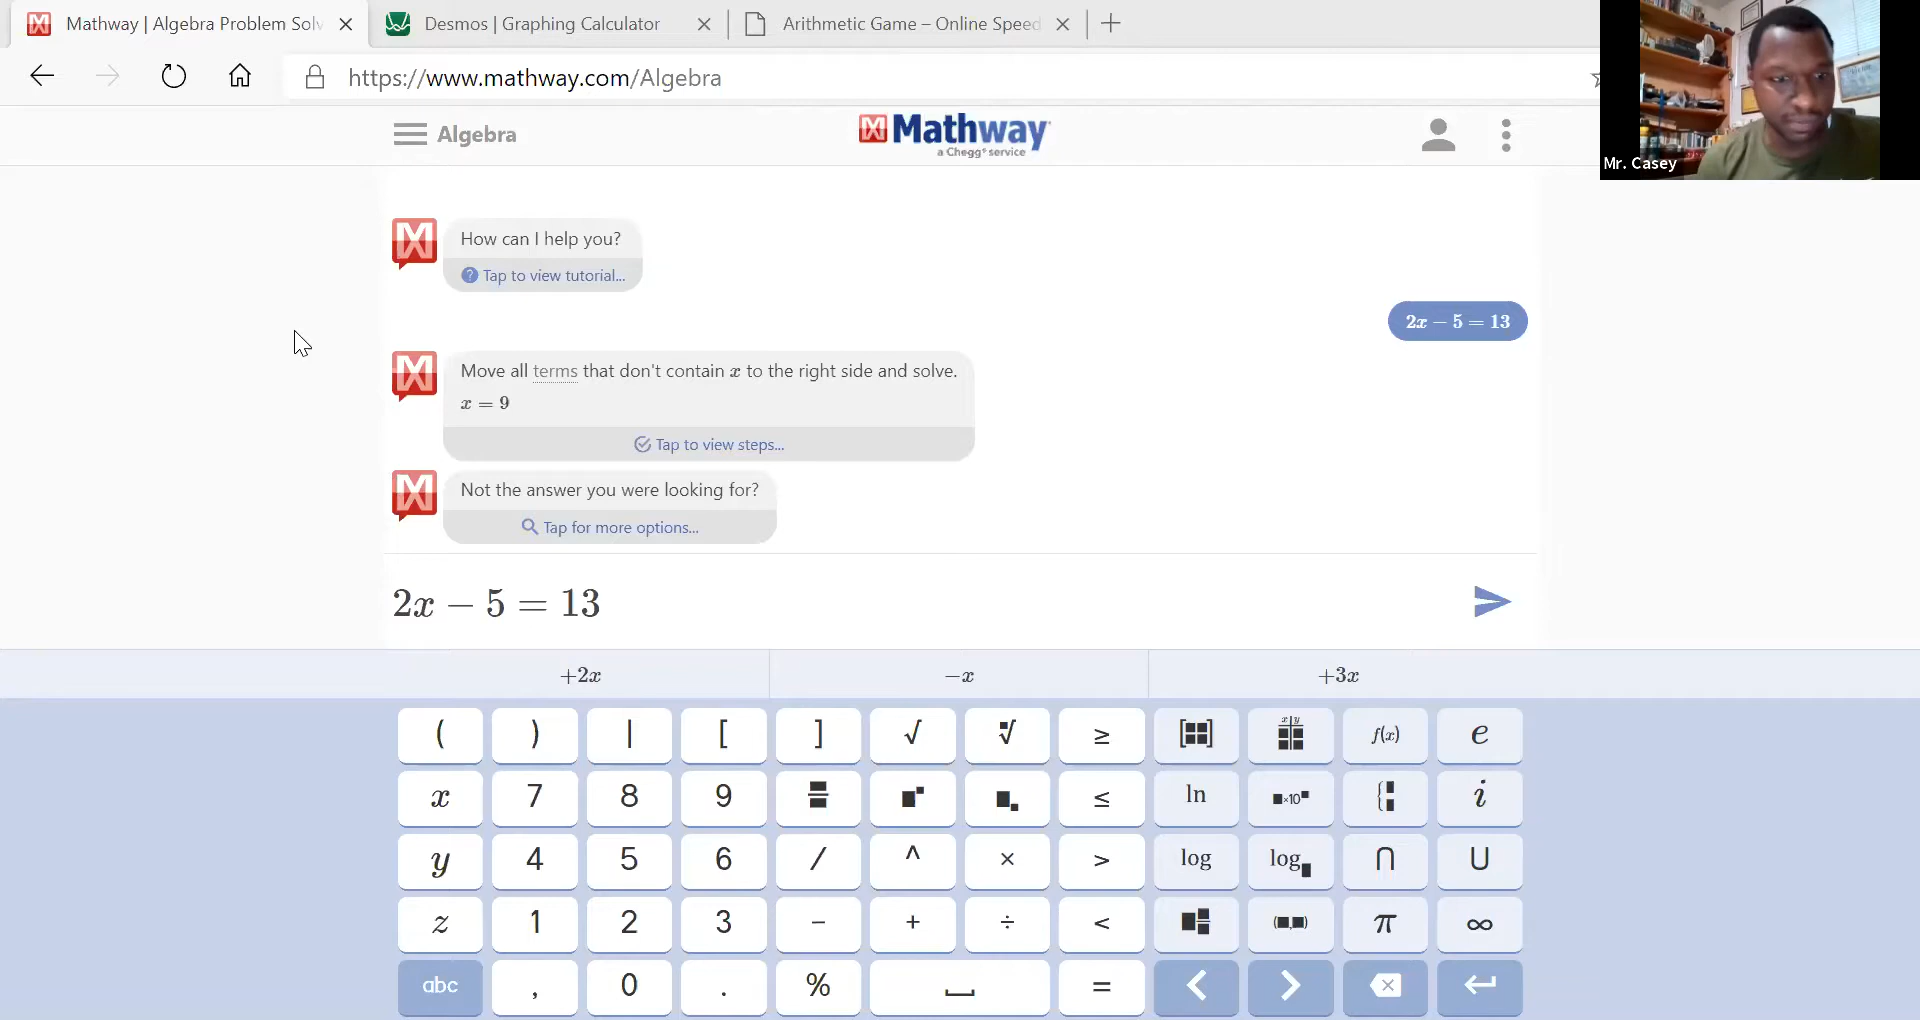 Mathway | Algebra Problem Solv
Desmos | Graphing Calculator
Arithmetic Game – Online Speed
https://www.mathway.com/Algebra
Algebra
Mathway
a Chegg® service
Mr. Casey
How can I help you?
Tap to view tutorial...
2x − 5 = 13
Move all terms that don't contain x to the right side and solve.
x = 9
Tap to view steps...
Not the answer you were looking for?
Tap for more options...
2x − 5 = 13
+2x −x +3x
( ) | [ ] √ ■√ ≥ [■■] x y f(x) e
x 7 8 9 ≤ ln ■×10■ i
y 4 5 6 / ^ × > log log■ ∩ ∪
z 1 2 3 − + ÷ < (■,■) π ∞
abc , 0 . % =